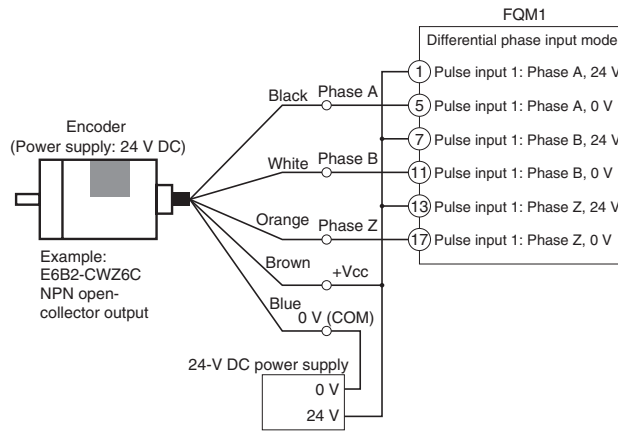 FQM1
Differential phase input mode
1 Pulse input 1: Phase A, 24 V
Black Phase A
5 Pulse input 1: Phase A, 0 V
Encoder
(Power supply: 24 V DC)
7 Pulse input 1: Phase B, 24 V
White Phase B
11 Pulse input 1: Phase B, 0 V
13 Pulse input 1: Phase Z, 24 V
Orange Phase Z
17 Pulse input 1: Phase Z, 0 V
Example:
E6B2-CWZ6C
NPN open-
collector output
Brown +Vcc
Blue 0 V (COM)
24-V DC power supply
0 V
24 V